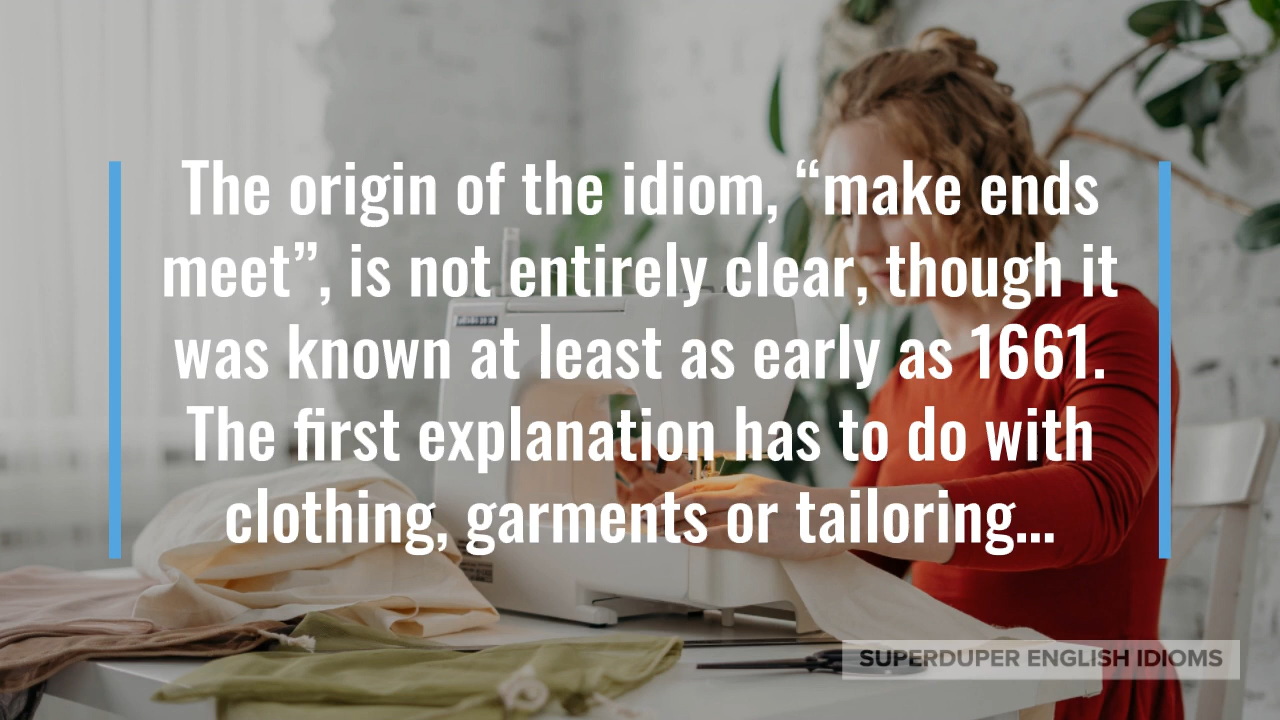 The origin of the idiom, “make ends
meet”, is not entirely clear, though it
was known at least as early as 1661.
The first explanation has to do with
clothing, garments or tailoring...
SUPERDUPER ENGLISH IDIOMS